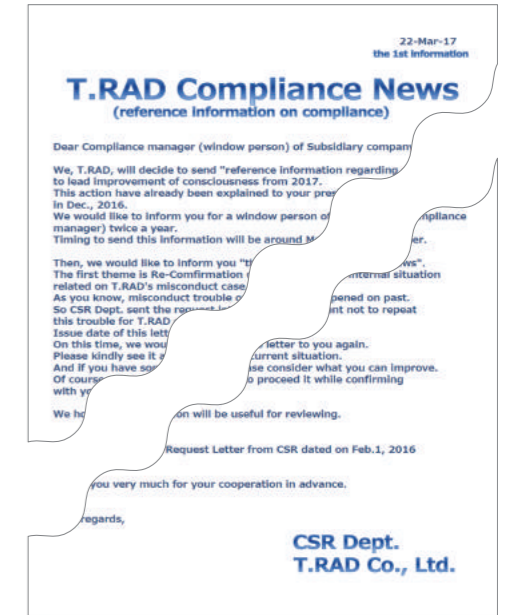 22-Mar-17
the 1st information
T.RAD Compliance News
(reference information on compliance)
Dear Compliance manager (window person) of Subsidiary compan
We, T.RAD, will decide to send "reference information regarding
to lead improvement of consciousness from 2017.
This action have already been explained to your pre
in Dec., 2016.
We would like to inform you for a window person of mpliance
manager) twice a year.
Timing to send this information will be around M er.
Then, we would like to inform you "t ws".
The first theme is Re-Comfirmation internal situation
related on T.RAD's misconduct case
As you know, misconduct trouble o pened on past.
So CSR Dept. sent the request nt not to repeat
this trouble for T.RAD
Issue date of this lett
On this time, we wou letter to you again.
Please kindly see it a urrent situation.
And if you have so se consider what you can improve.
Of course o proceed it while confirming
with yo
We ho on will be useful for reviewing.
Request Letter from CSR dated on Feb.1, 2016
you very much for your cooperation in advance.
regards,
CSR Dept.
T.RAD Co., Ltd.